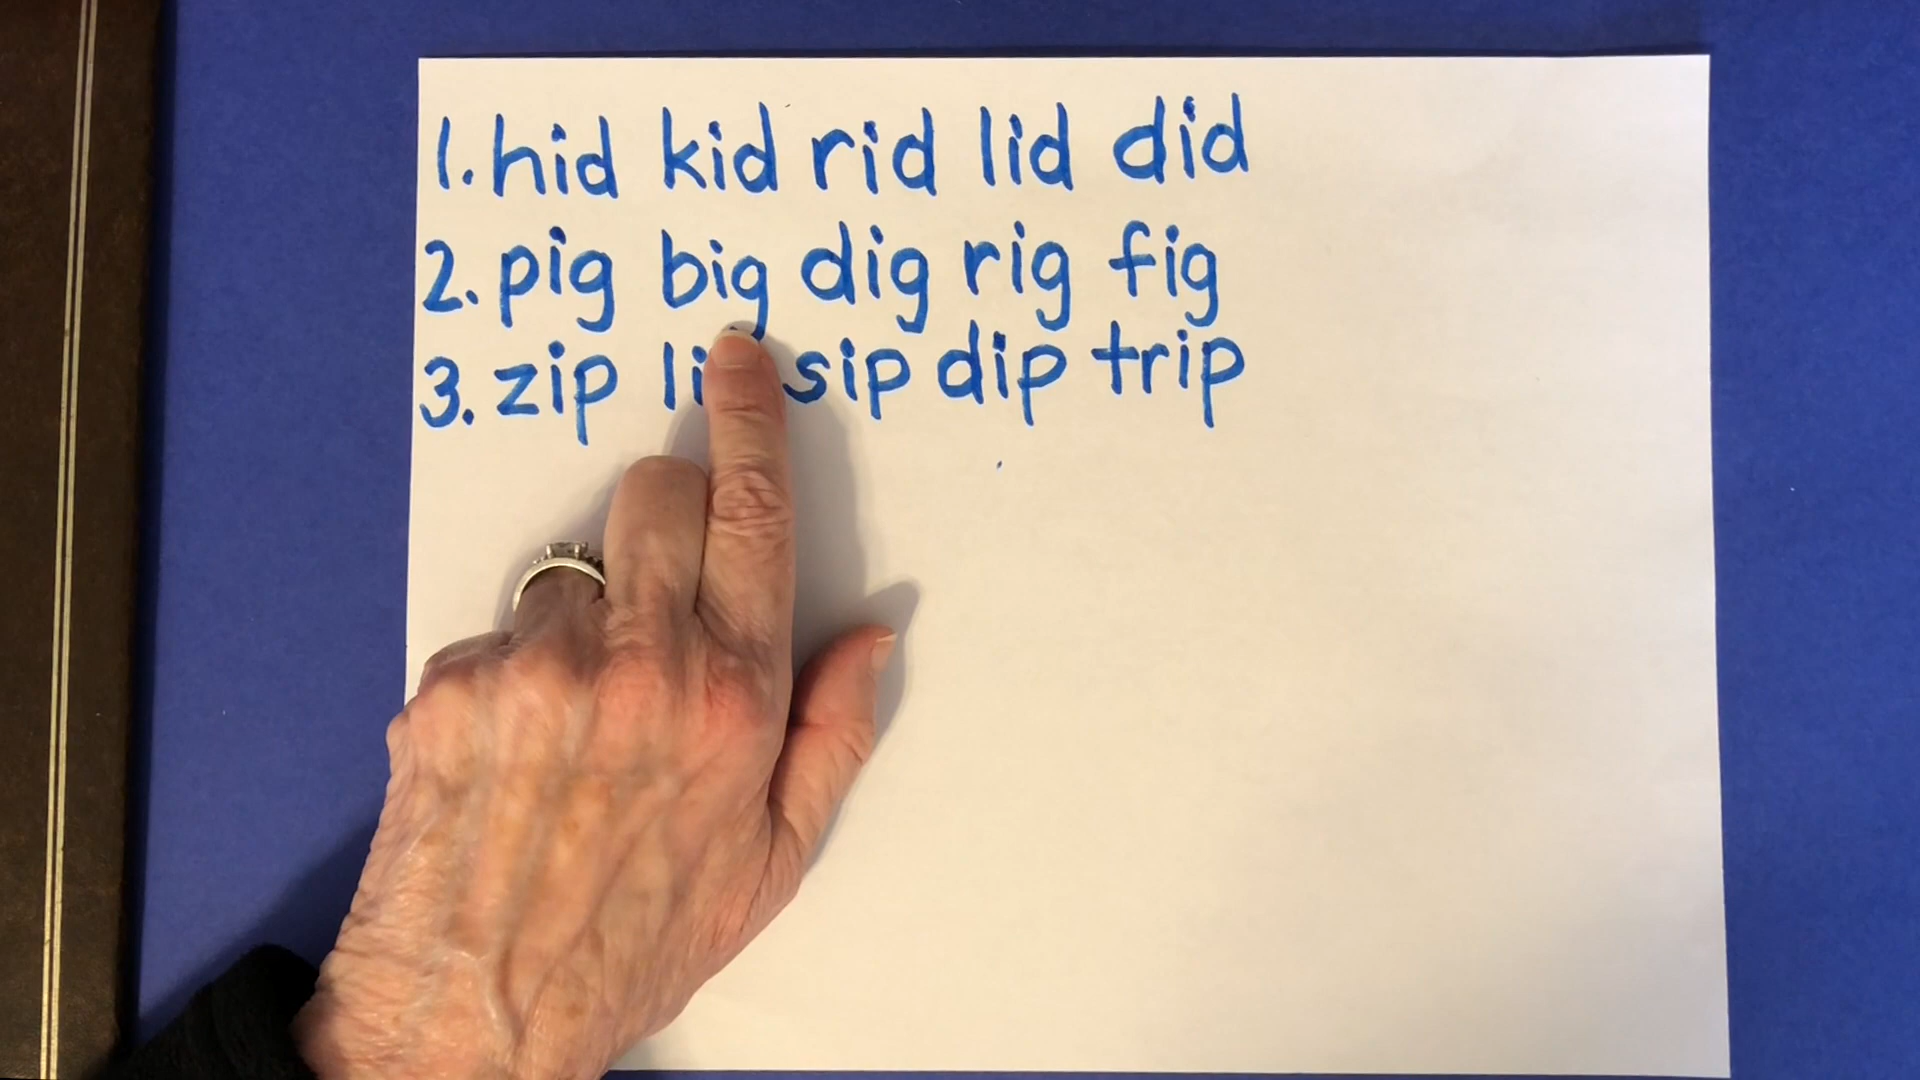 1. hid kid rid lid did
2. pig big dig rig fig
3. zip sip dip trip